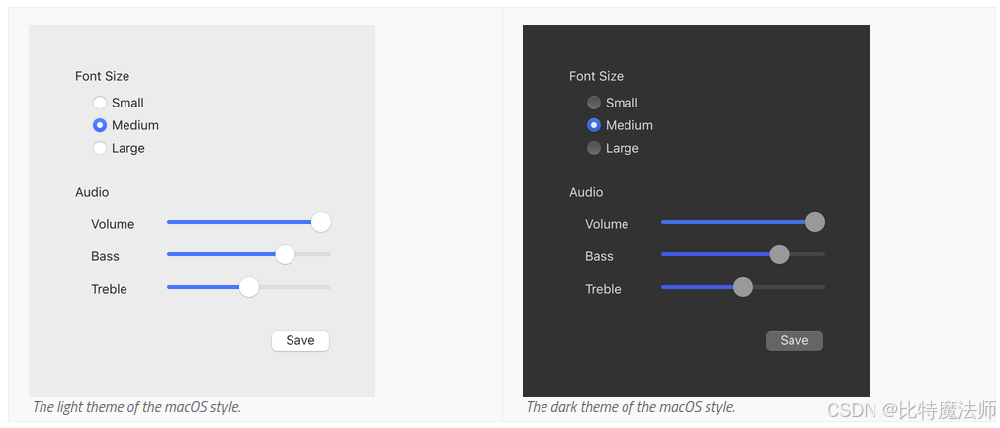 Font Size
Small
Medium
Large
Audio
Volume
Bass
Treble
Save
The light theme of the macOS style.
Font Size
Small
Medium
Large
Audio
Volume
Bass
Treble
Save
The dark theme of the macOS style.
CSDN @比特魔法师